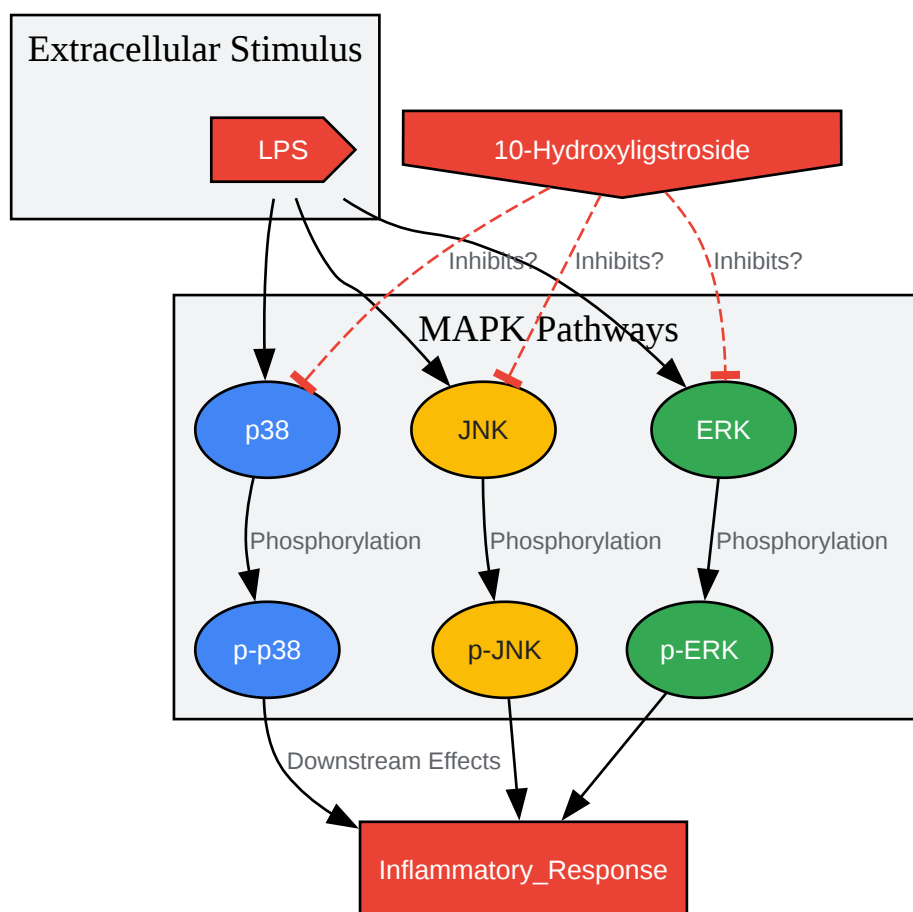 Extracellular Stimulus
LPS
10-Hydroxyligstroside
Inhibits?
Inhibits?
Inhibits?
MAPK Pathways
p38
JNK
ERK
Phosphorylation
Phosphorylation
Phosphorylation
p-p38
p-JNK
p-ERK
Downstream Effects
Inflammatory_Response